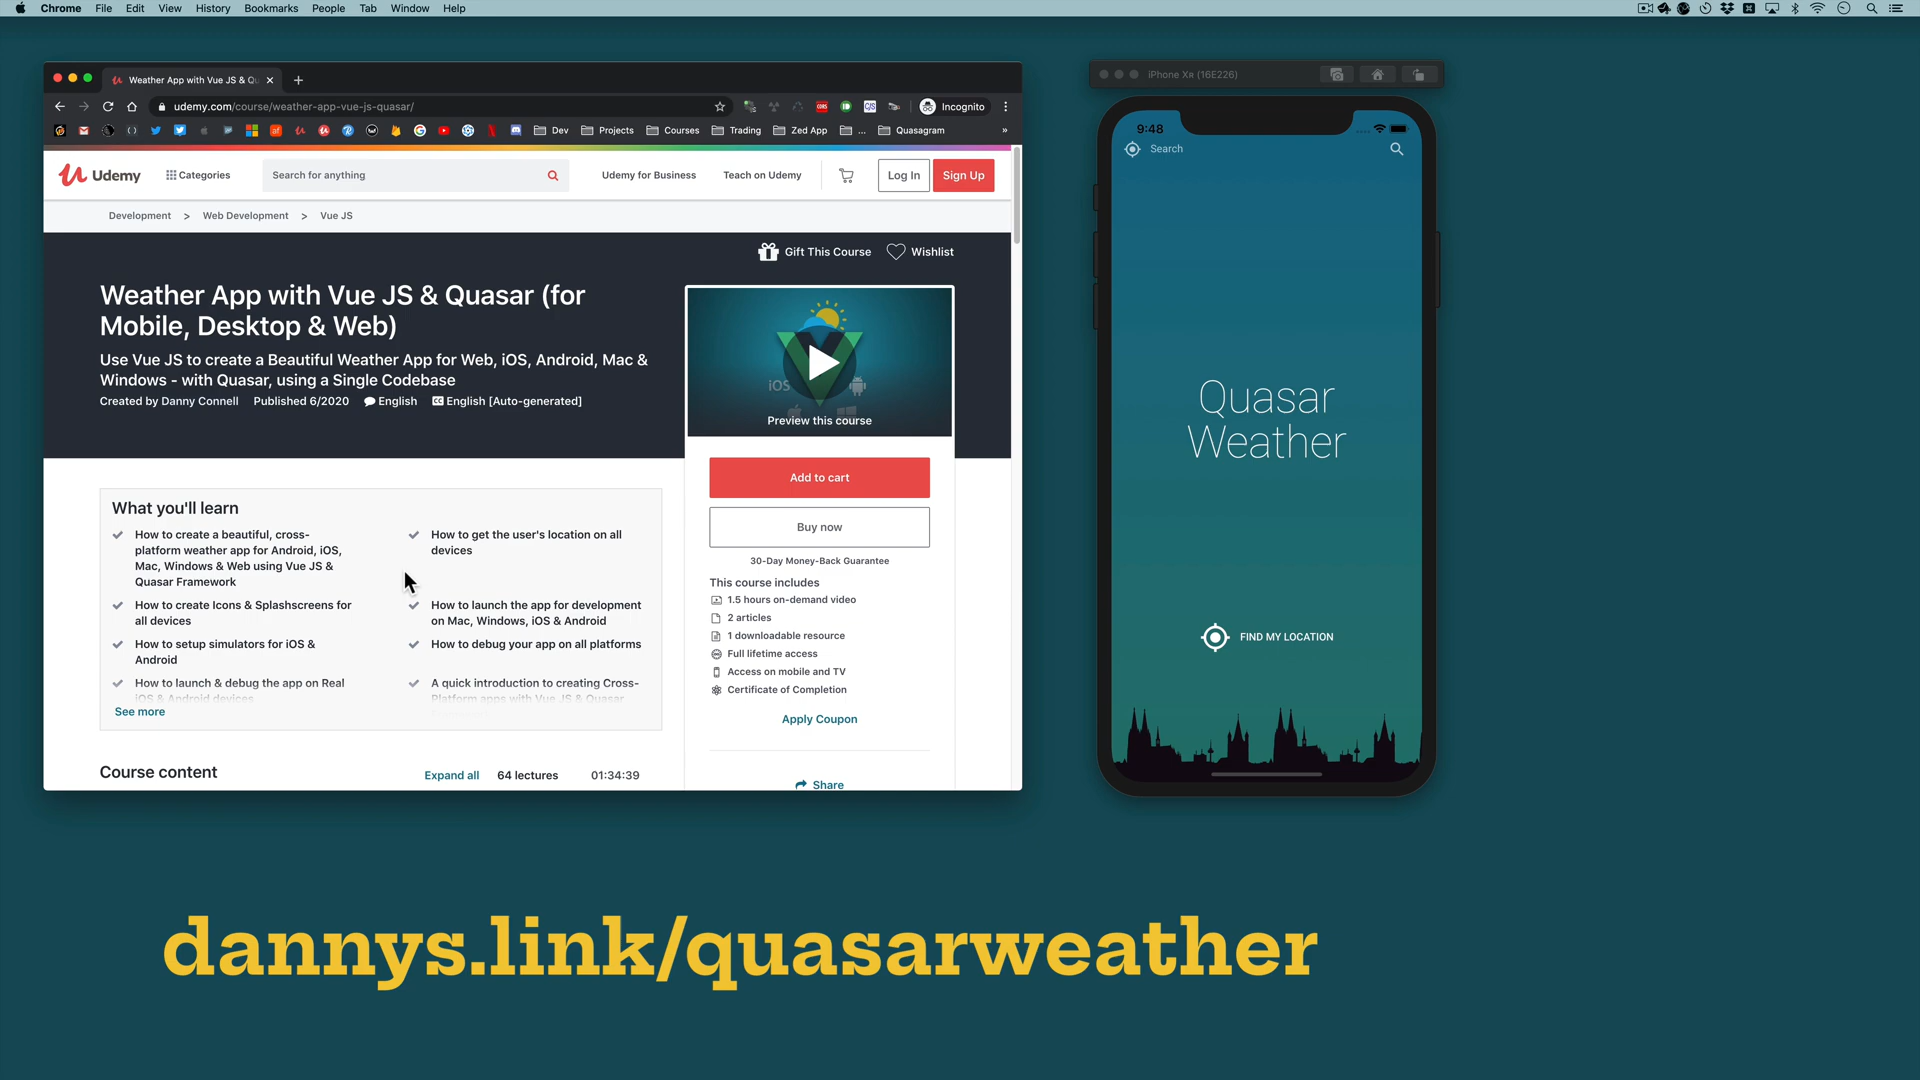 Chrome File Edit View History Bookmarks People Tab Window Help
Weather App with Vue JS & Q
udemy.com/course/weather-app-vue-js-quasar/
Incognito
Dev Projects Courses Trading Zed App ... Quasagram »
Udemy
Categories
Search for anything
Udemy for Business
Teach on Udemy
Log In
Sign Up
Development > Web Development > Vue JS
Gift This Course
Wishlist
Weather App with Vue JS & Quasar (for
Mobile, Desktop & Web)
Use Vue JS to create a Beautiful Weather App for Web, iOS, Android, Mac &
Windows - with Quasar, using a Single Codebase
Created by Danny Connell Published 6/2020 English English [Auto-generated]
iOS
Preview this course
Add to cart
Buy now
30-Day Money-Back Guarantee
This course includes
1.5 hours on-demand video
2 articles
1 downloadable resource
Full lifetime access
Access on mobile and TV
Certificate of Completion
Apply Coupon
Share
What you'll learn
How to create a beautiful, cross-
platform weather app for Android, iOS,
Mac, Windows & Web using Vue JS &
Quasar Framework
How to get the user's location on all
devices
How to create Icons & Splashscreens for
all devices
How to launch the app for development
on Mac, Windows, iOS & Android
How to setup simulators for iOS &
Android
How to debug your app on all platforms
How to launch & debug the app on Real
iOS & Android devices
A quick introduction to creating Cross-
Platform apps with Vue JS & Quasar
See more
Course content
Expand all 64 lectures 01:34:39
iPhone XR (16E226)
9:48
Search
Quasar
Weather
FIND MY LOCATION
dannys.link/quasarweather